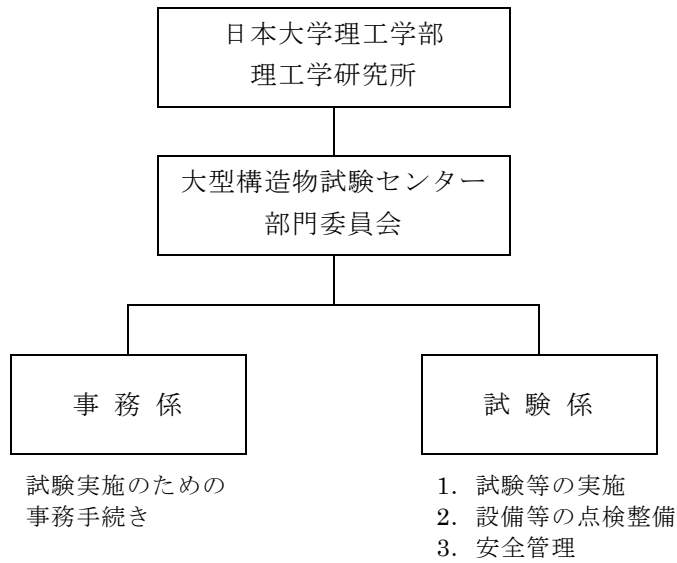 日本大学理工学部
理工学研究所
大型構造物試験センター
部門委員会
事 務 係
試 験 係
試験実施のための
事務手続き
1. 試験等の実施
2. 設備等の点検整備
3. 安全管理